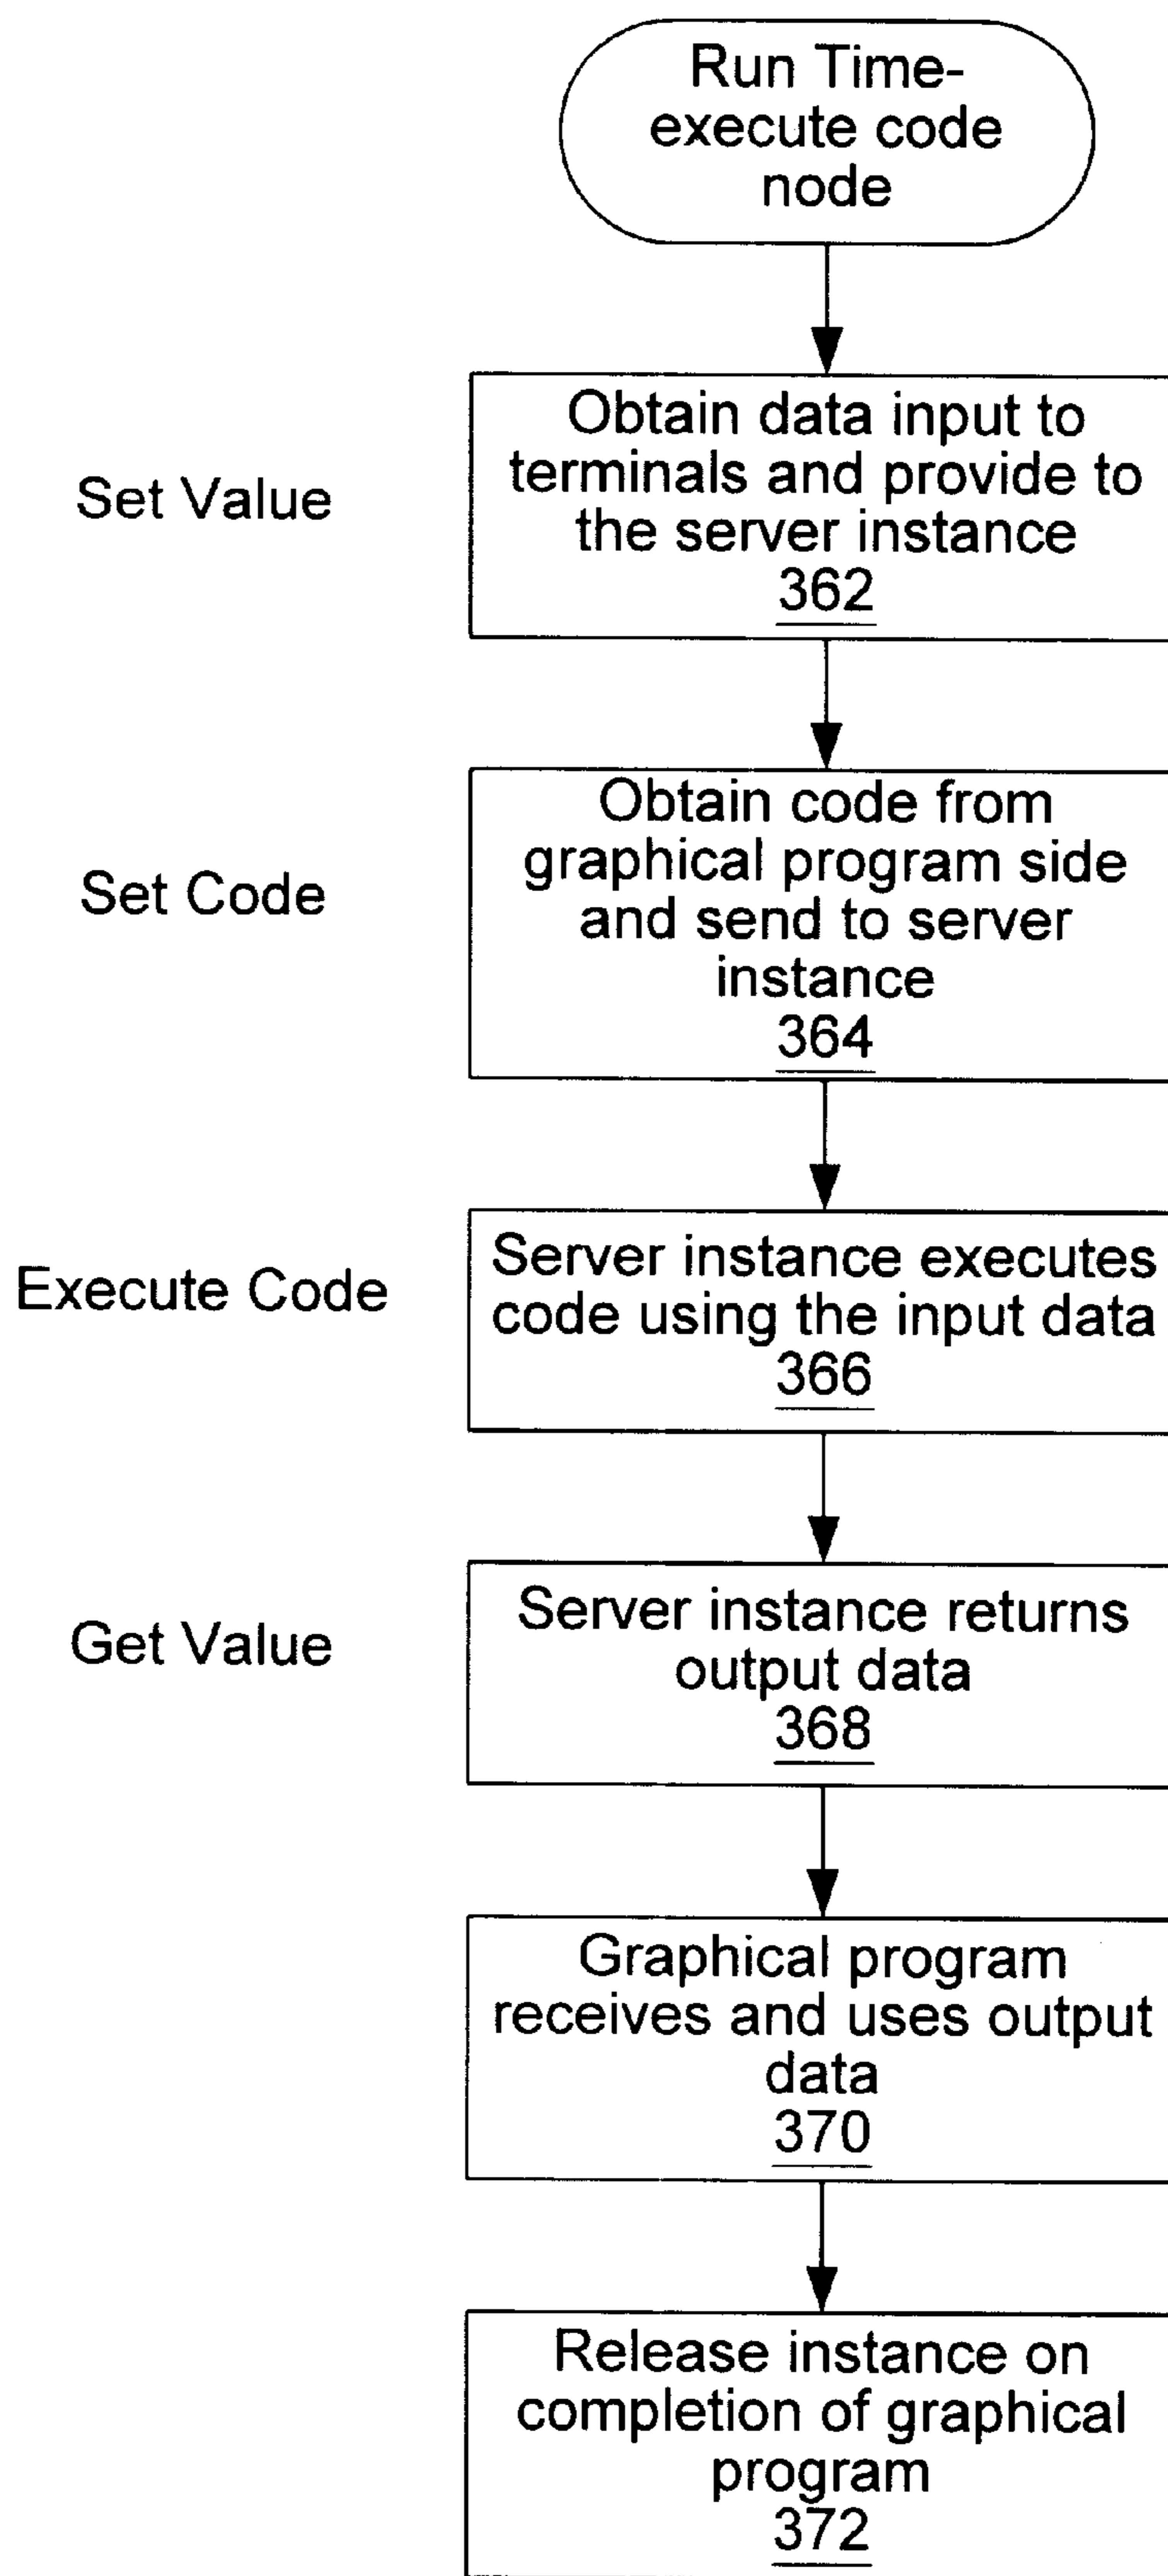 Run Time-
execute code
node
Obtain data input to
terminals and provide to
Set Value
the server instance
362
Obtain code from
graphical program side
Set Code
and send to server
instance
364
Server instance executes
Execute Code
code using the input data
366
Server instance returns
Get Value
output data
368
Graphical program
receives and uses output
data
370
Release instance on
completion of graphical
program
372